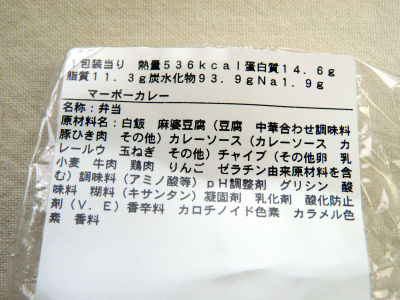 1包装当り 熱量536kcal蛋白質14.6g
脂質11.3g炭水化物93.9gNa1.9g
マーボーカレー
名称:弁当
原材料名:白飯 麻婆豆腐(豆腐 中華合わせ調味料
豚ひき肉 その他)カレーソース(カレーソース カ
レールウ 玉ねぎ その他)チャイブ(その他卵 乳
小麦 牛肉 鶏肉 りんご ゼラチン由来原材料を含
む)調味料(アミノ酸等)pH調整剤 グリシン 酸
味料 糊料(キサンタン)凝固剤 乳化剤 酸化防止
剤(V.E)香辛料 カロチノイド色素 カラメル色
素 香料